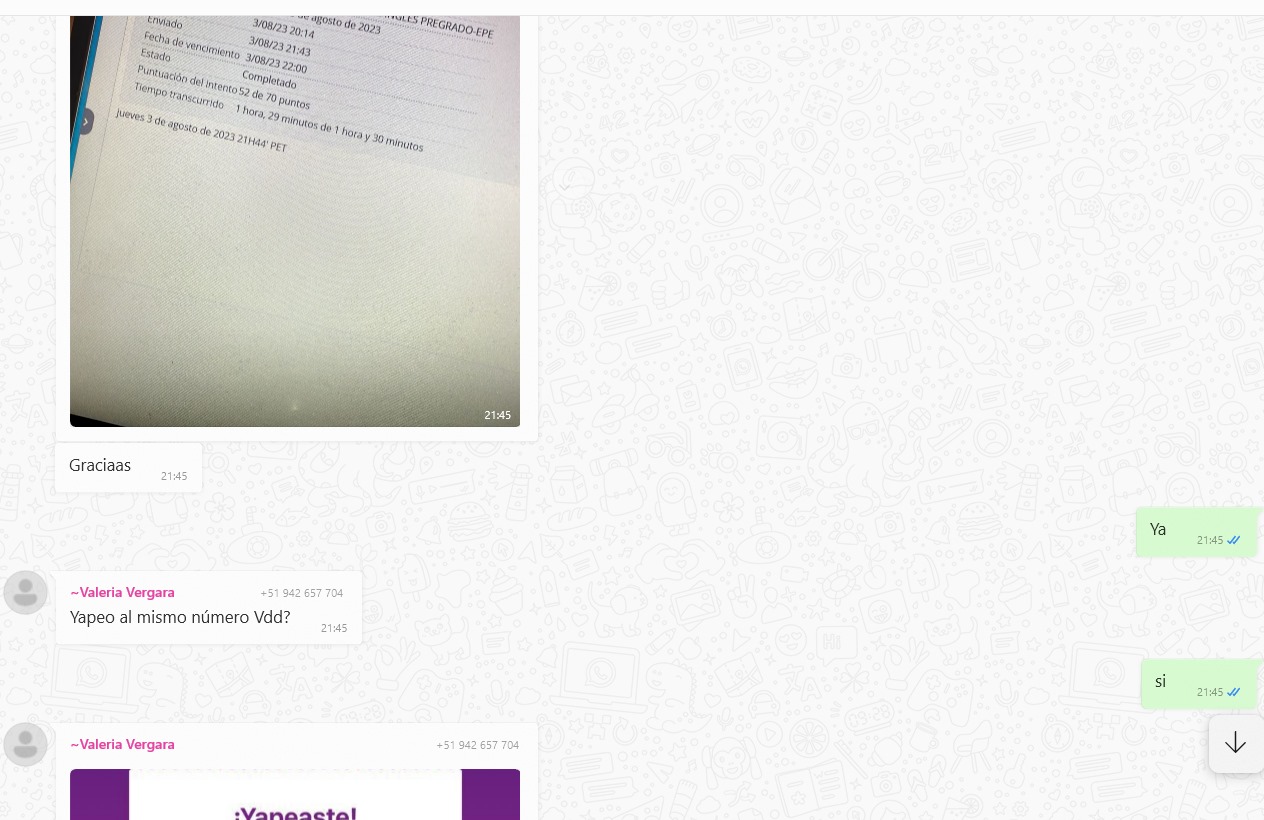 INGLÉS PREGRADO-EPE
de agosto de 2023
Enviado 3/08/23 20:14
3/08/23 21:43
Fecha de vencimiento 3/08/23 22:00
Estado Completado
Puntuación del intento 52 de 70 puntos
Tiempo transcurrido 1 hora, 29 minutos de 1 hora y 30 minutos
jueves 3 de agosto de 2023 21H44' PET
21:45
Graciaas 21:45
Ya 21:45
~Valeria Vergara +51 942 657 704
Yapeo al mismo número Vdd? 21:45
si 21:45
~Valeria Vergara +51 942 657 704
¡Yapeaste!